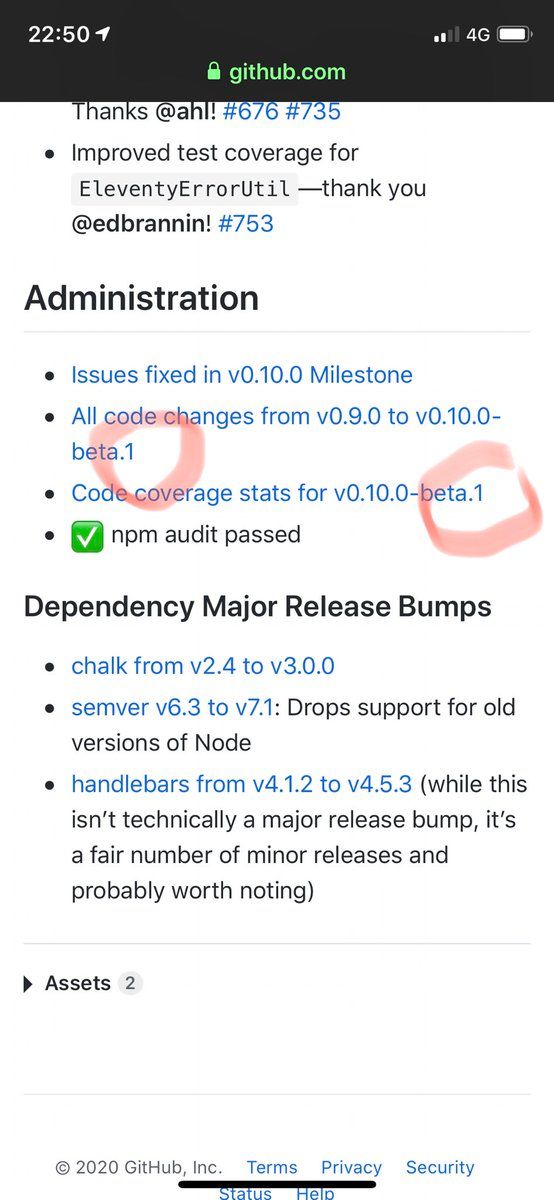 22:50 4G
github.com
Thanks @ahl! #676 #735
Improved test coverage for
EleventyErrorUtil—thank you
@edbrannin! #753
Administration
Issues fixed in v0.10.0 Milestone
All code changes from v0.9.0 to v0.10.0-
beta.1
Code coverage stats for v0.10.0-beta.1
✅ npm audit passed
Dependency Major Release Bumps
chalk from v2.4 to v3.0.0
semver v6.3 to v7.1: Drops support for old
versions of Node
handlebars from v4.1.2 to v4.5.3 (while this
isn’t technically a major release bump, it’s
a fair number of minor releases and
probably worth noting)
Assets 2
© 2020 GitHub, Inc. Terms Privacy Security
Status Help